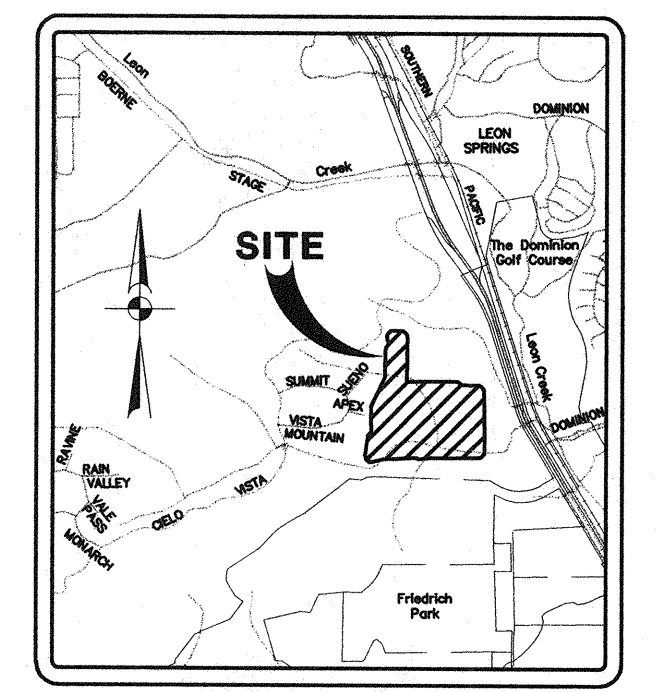 Leon
BOERNE
SOUTHERN
DOMINION
LEON
SPRINGS
STAGE
Creek
PACIFIC
SITE
The Dominion
Golf Course
Leon Creek
SUMMIT
SUENO
APEX
VISTA
MOUNTAIN
DOMINION
RAVINE
RAIN
VALLEY
VALE
PASS
CIELO
VISTA
MONARCH
Friedrich
Park